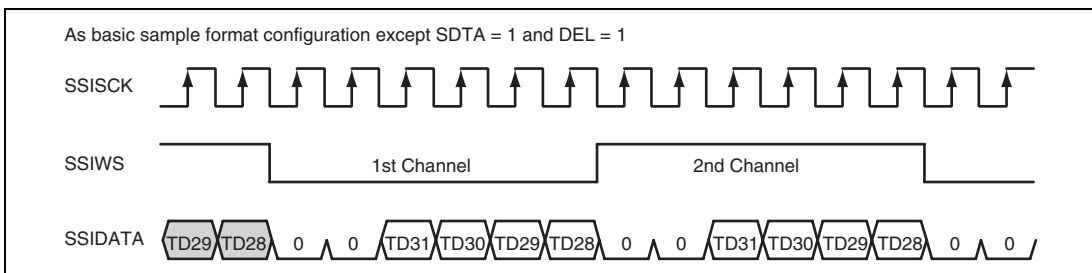 As basic sample format configuration except SDTA = 1 and DEL = 1
SSISCK
SSIWS 1st Channel 2nd Channel
SSIDATA TD29 TD28 0 0 TD31 TD30 TD29 TD28 0 0 TD31 TD30 TD29 TD28 0 0